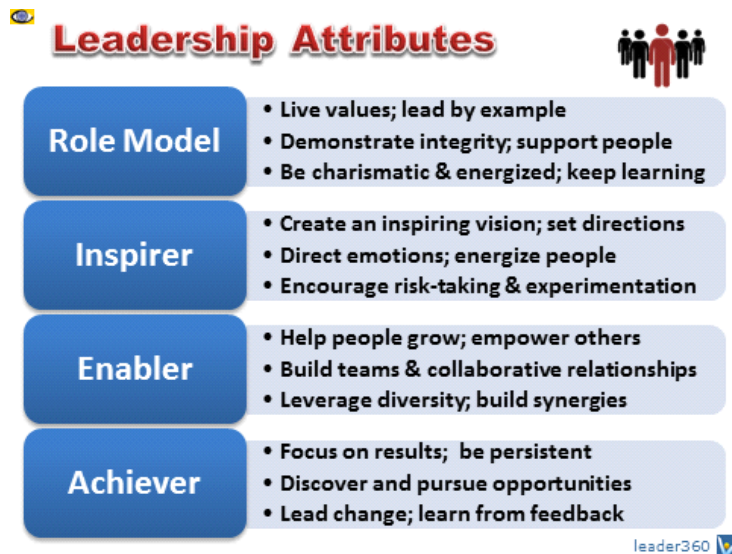 Leadership Attributes
Role Model
• Live values; lead by example
• Demonstrate integrity; support people
• Be charismatic & energized; keep learning
Inspirer
• Create an inspiring vision; set directions
• Direct emotions; energize people
• Encourage risk-taking & experimentation
Enabler
• Help people grow; empower others
• Build teams & collaborative relationships
• Leverage diversity; build synergies
Achiever
• Focus on results;  be persistent
• Discover and pursue opportunities
• Lead change; learn from feedback
leader360